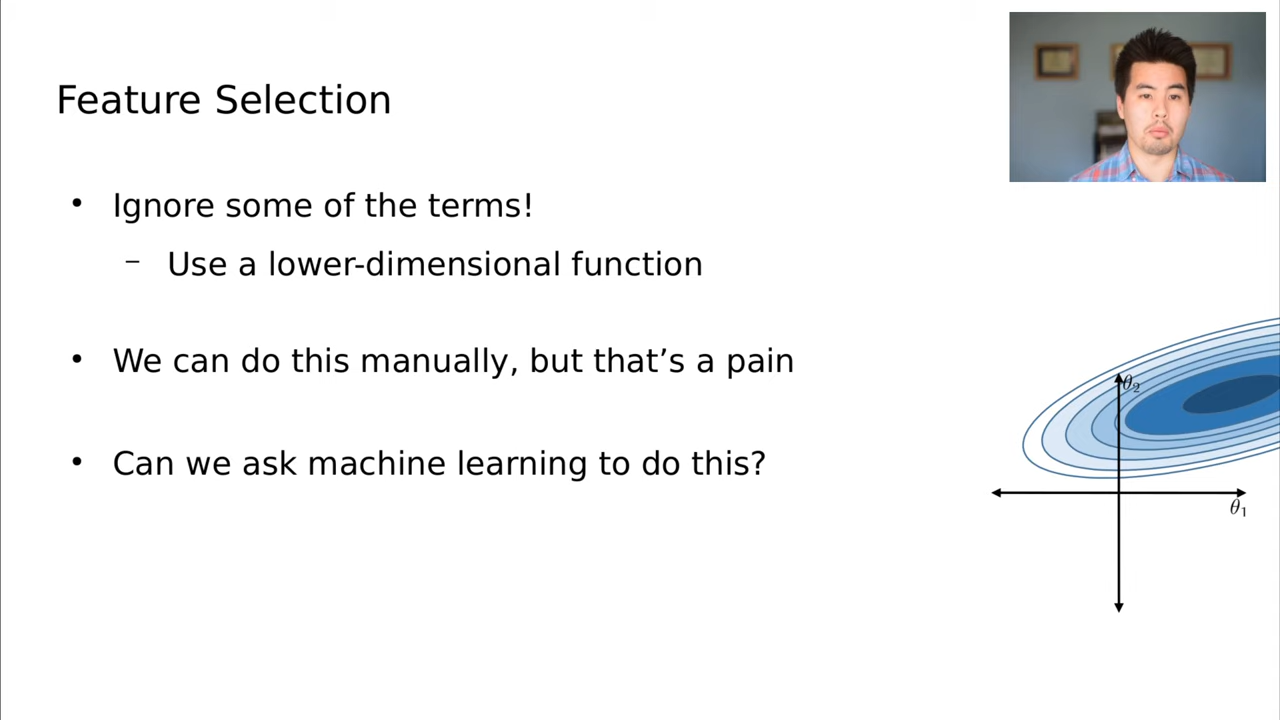 Feature Selection
• Ignore some of the terms!
– Use a lower-dimensional function
• We can do this manually, but that’s a pain
• Can we ask machine learning to do this?
θ₂
θ₁